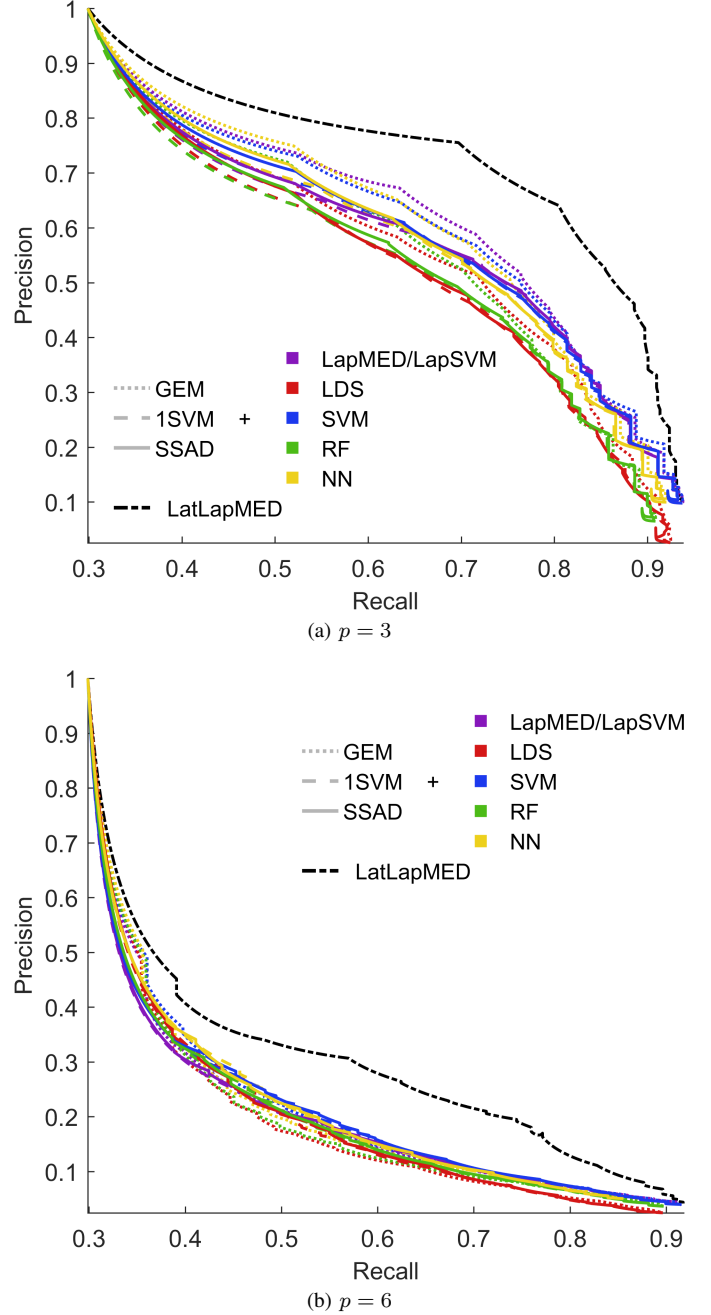 1
0.9
0.8
0.7
0.6
0.5
0.4
0.3
0.2
0.1
Precision
GEM
1SVM +
SSAD
LapMED/LapSVM
LDS
SVM
RF
NN
LatLapMED
0.3 0.4 0.5 0.6 0.7 0.8 0.9
Recall
(a) p = 3
1
0.9
0.8
0.7
0.6
0.5
0.4
0.3
0.2
0.1
Precision
GEM
1SVM +
SSAD
LapMED/LapSVM
LDS
SVM
RF
NN
LatLapMED
0.3 0.4 0.5 0.6 0.7 0.8 0.9
Recall
(b) p = 6